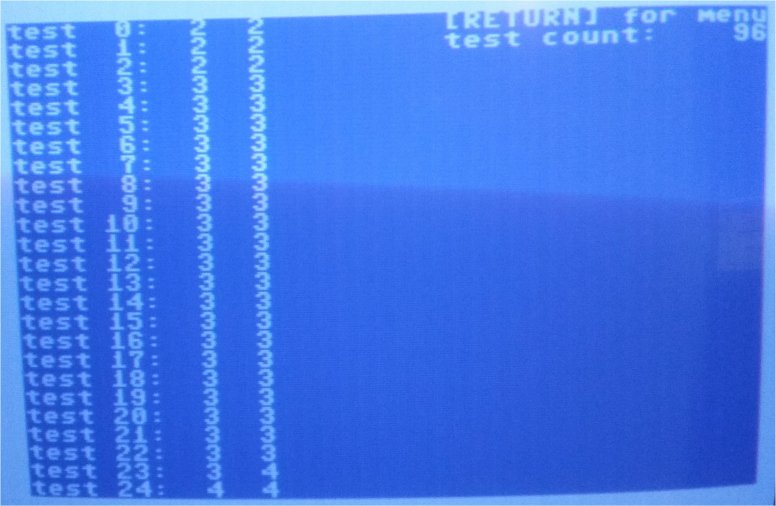 test 0: 2 2 [RETURN] for menu
test 1: 2 2 test count: 96
test 2: 2 2
test 3: 3 3
test 4: 3 3
test 5: 3 3
test 6: 3 3
test 7: 3 3
test 8: 3 3
test 9: 3 3
test 10: 3 3
test 11: 3 3
test 12: 3 3
test 13: 3 3
test 14: 3 3
test 15: 3 3
test 16: 3 3
test 17: 3 3
test 18: 3 3
test 19: 3 3
test 20: 3 3
test 21: 3 3
test 22: 3 3
test 23: 3 4
test 24: 4 4